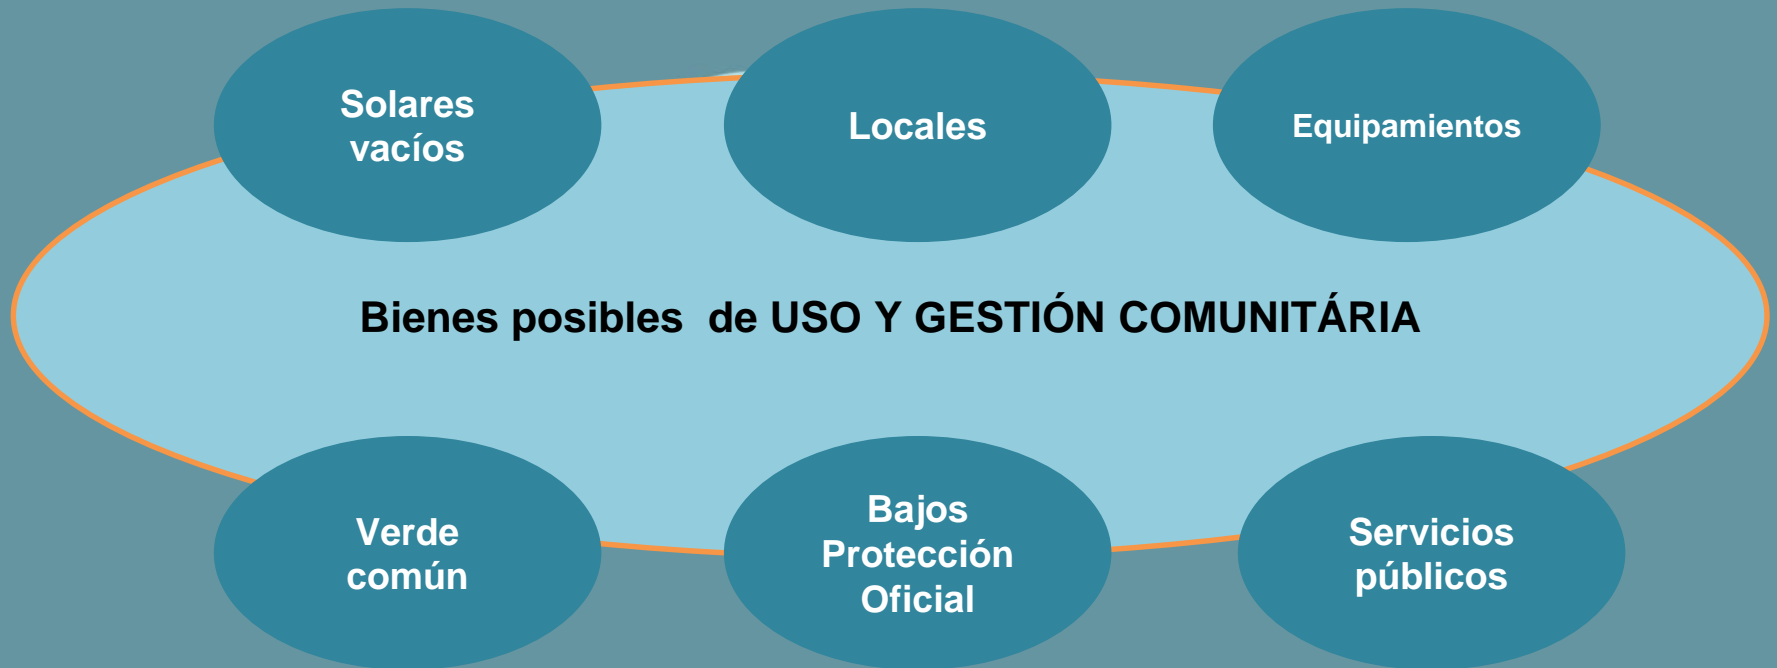 Solares
vacíos
Locales
Equipamientos
Bienes posibles  de USO Y GESTIÓN COMUNITÁRIA
Verde
común
Bajos
Protección
Oficial
Servicios
públicos